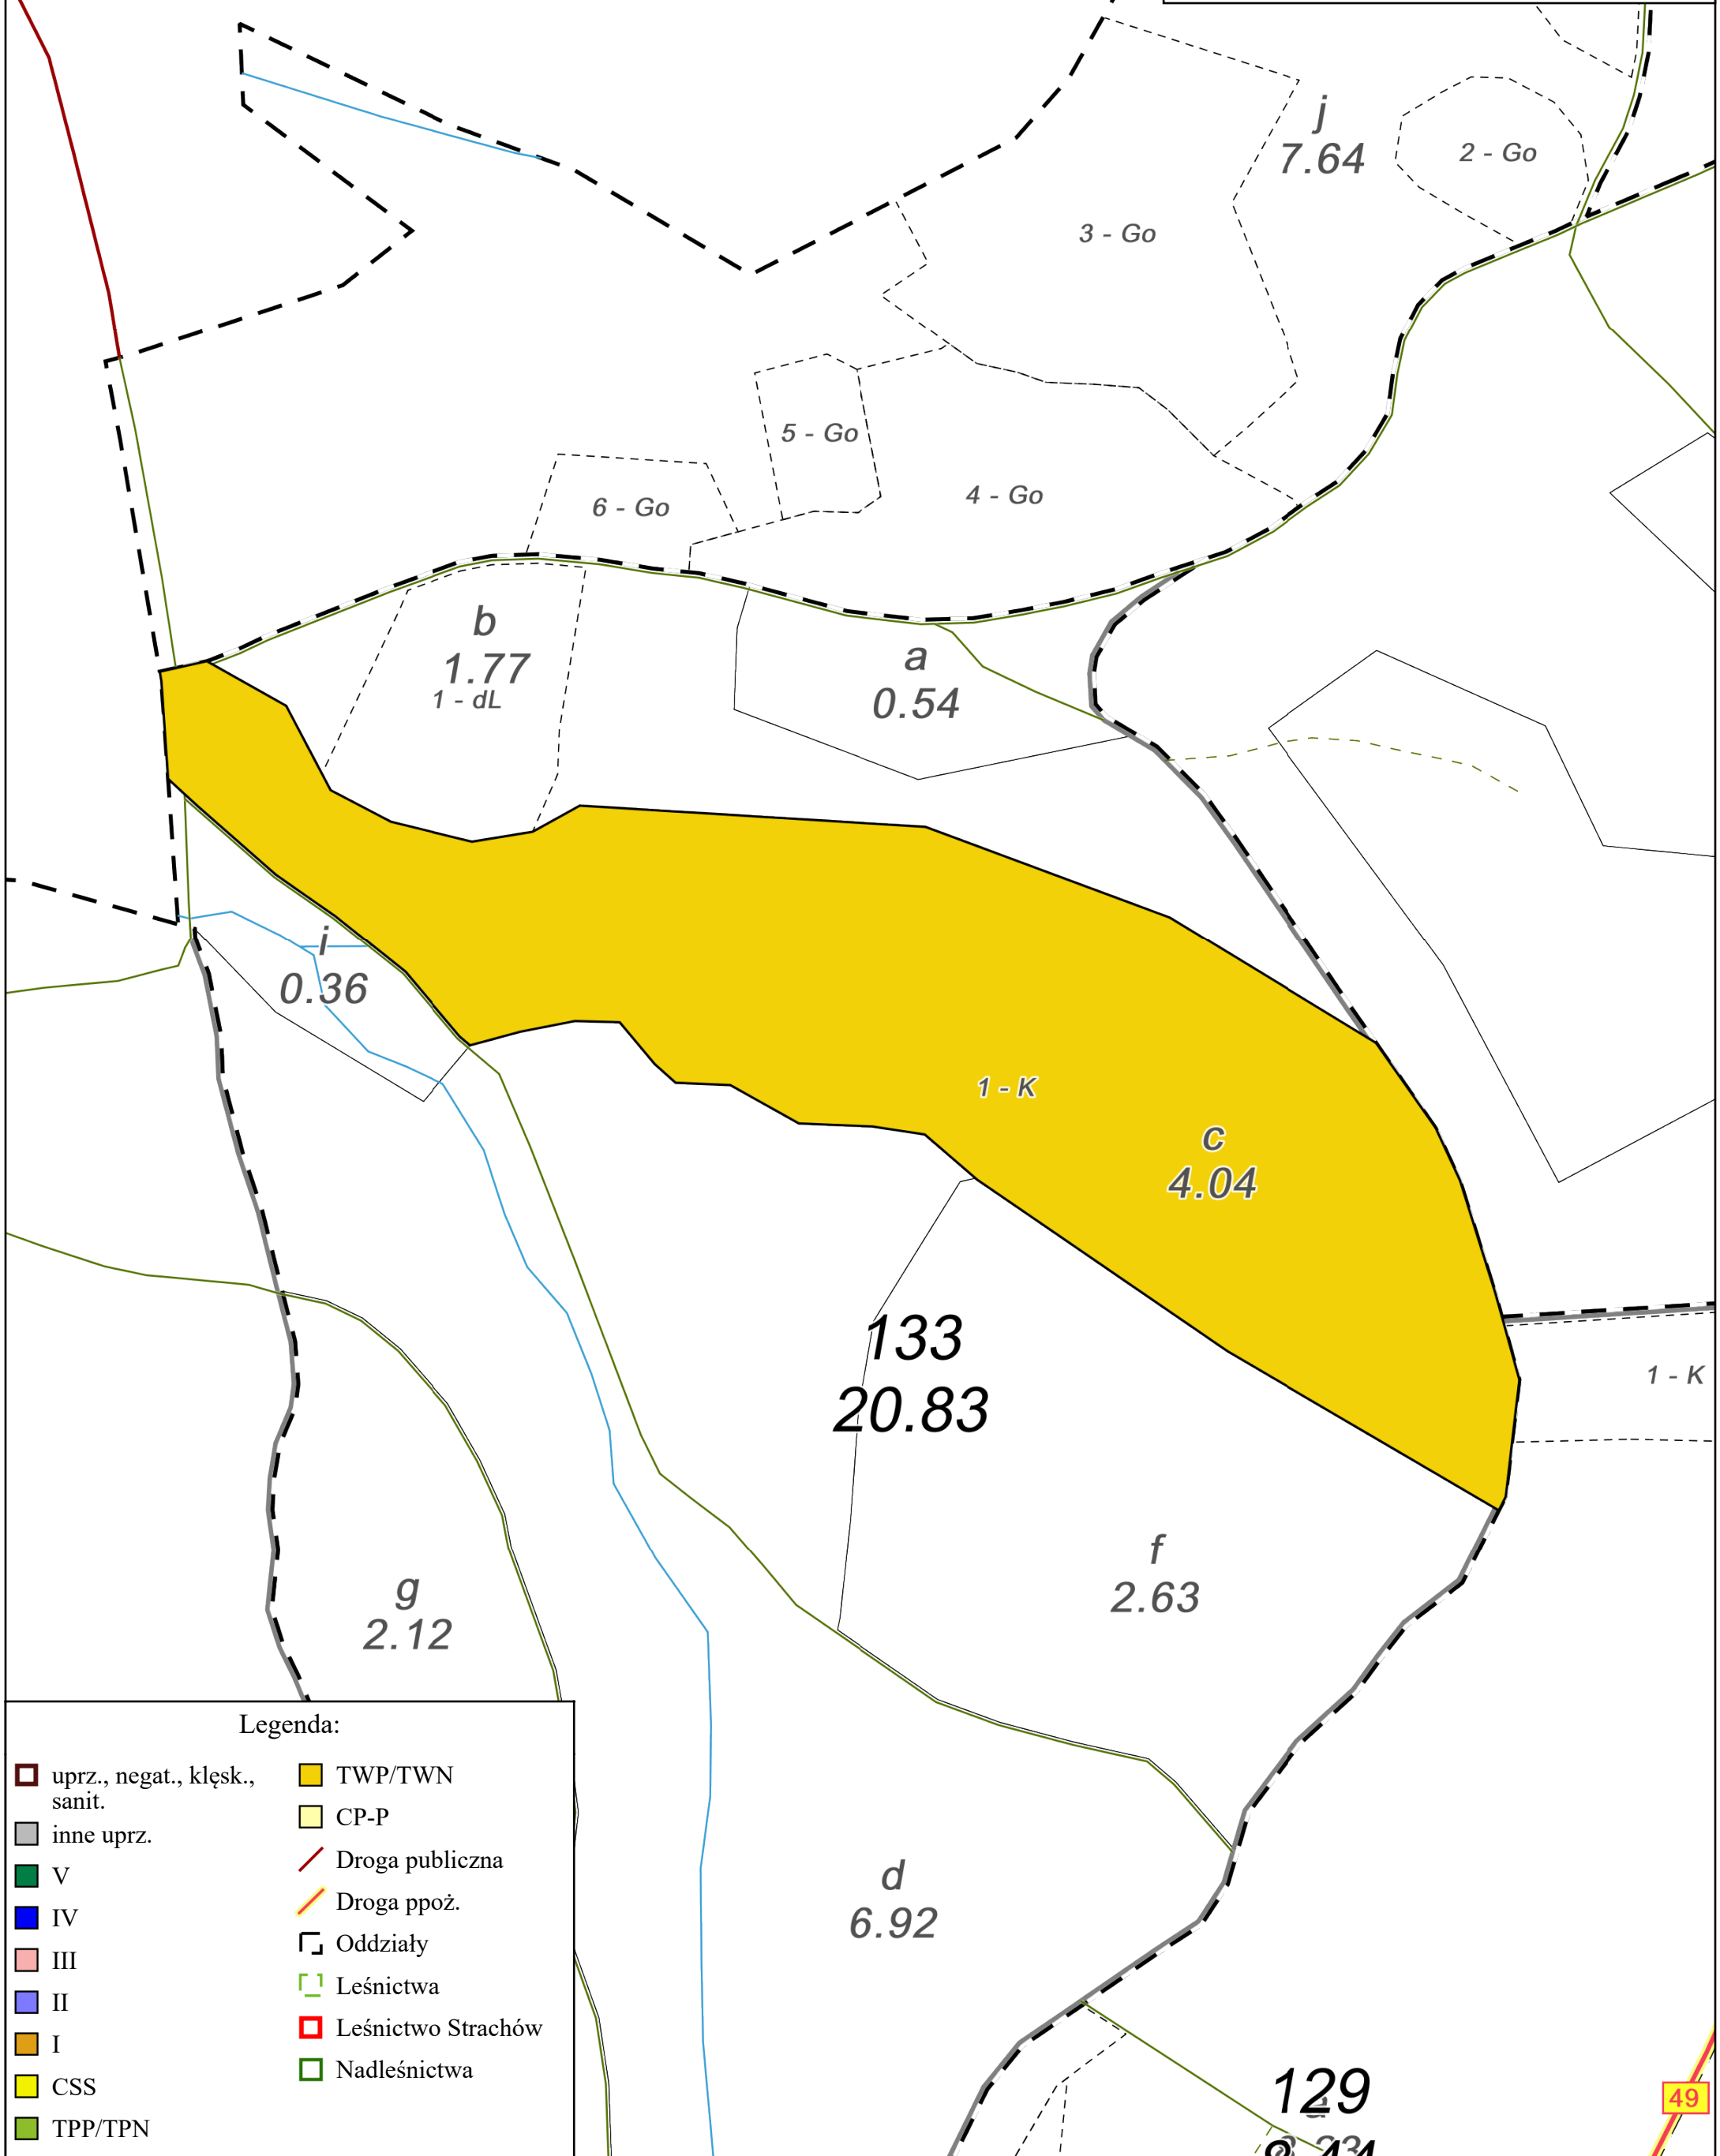 j
7.64
2 - Go
3 - Go
5 - Go
4 - Go
6 - Go
b
1.77
1 - dL
a
0.54
i
0.36
1 - K
c
4.04
133
20.83
1 - K
f
2.63
g
2.12
d
6.92
129
49
Legenda:
uprz., negat., klęsk.,
sanit.
inne uprz.
V
IV
III
II
I
CSS
TPP/TPN
TWP/TWN
CP-P
Droga publiczna
Droga ppoż.
Oddziały
Leśnictwa
Leśnictwo Strachów
Nadleśnictwa